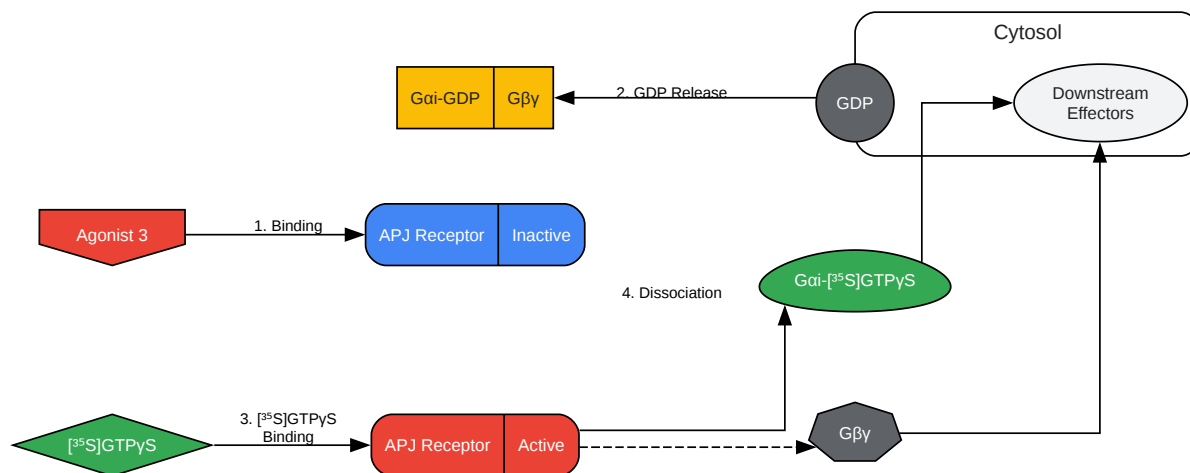 Cytosol
Gαi-GDP
Gβγ
2. GDP Release
GDP
Downstream
Effectors
Agonist 3
1. Binding
APJ Receptor
Inactive
4. Dissociation
Gαi-[³⁵S]GTPγS
[³⁵S]GTPγS
3. [³⁵S]GTPγS
Binding
APJ Receptor
Active
Gβγ